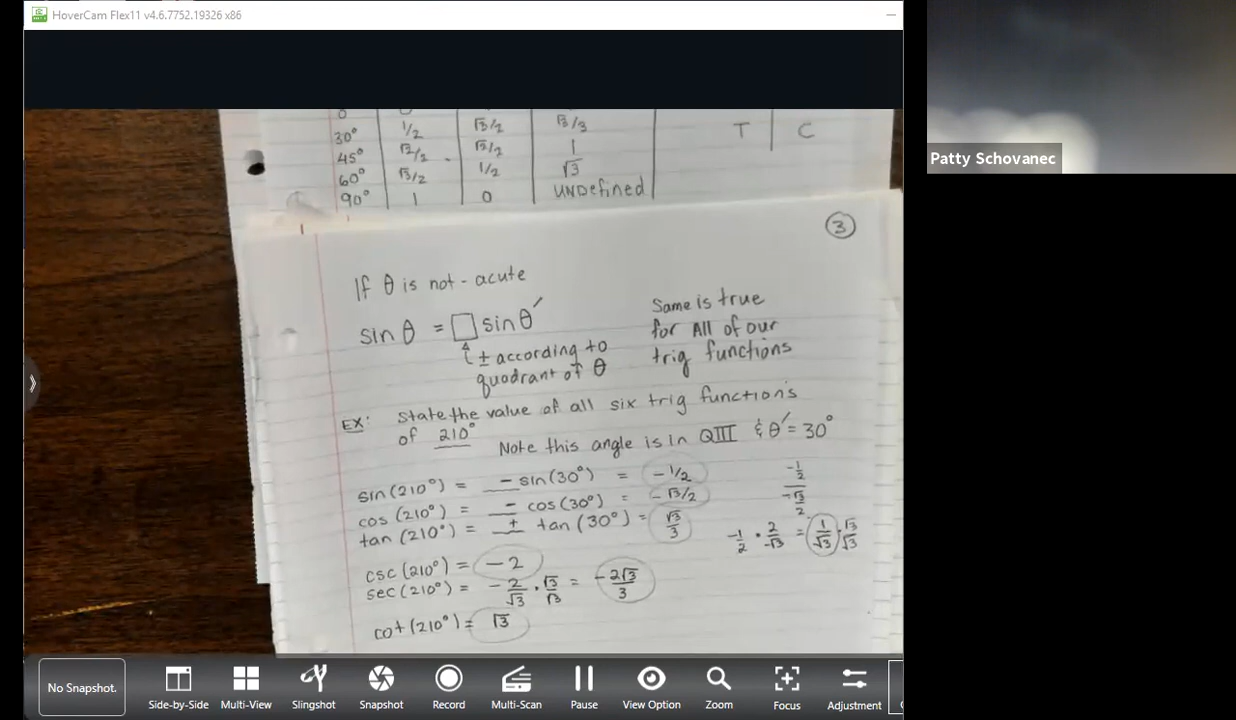 HoverCam Flex11 v4.6.7752.19326 x86
Patty Schovanec
30° 1/2 √3/2 √3/3 T C
45° √2/2 √2/2 1
60° √3/2 1/2 √3
90° 1 0 UNDefined
3
If θ is not - acute
sin θ = □ sin θ′
± according to
quadrant of θ
Same is true
for All of our
trig functions
EX: State the value of all six trig function's
of 210°
Note this angle is in QIII & θ′ = 30°
sin(210°) = - sin(30°) = -1/2
cos(210°) = - cos(30°) = -√3/2
tan(210°) = + tan(30°) = √3/3
-1/2 / -√3/2
-1/2 · 2/-√3 = 1/√3 · √3/√3
csc(210°) = -2
sec(210°) = -2/√3 · √3/√3 = -2√3/3
cot(210°) = √3
No Snapshot.
Side-by-Side
Multi-View
Slingshot
Snapshot
Record
Multi-Scan
Pause
View Option
Zoom
Focus
Adjustment